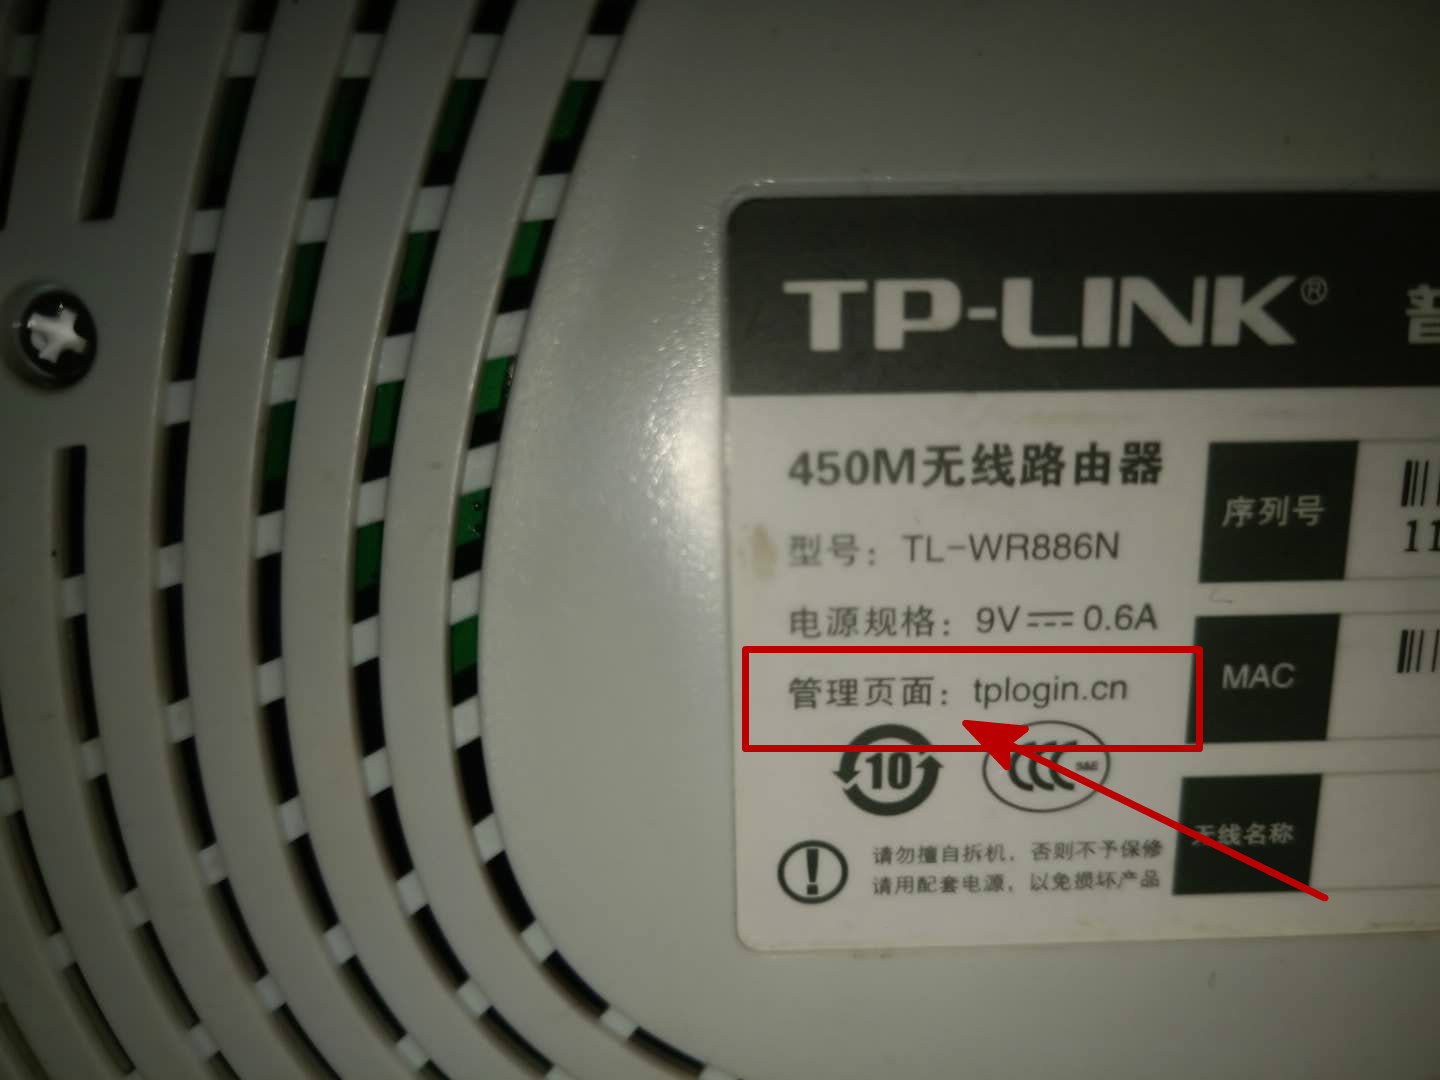 TP-LINK® 普
450M无线路由器
型号：TL-WR886N
电源规格：9V 0.6A
管理页面：tplogin.cn
10
CCC S&E
请勿擅自拆机，否则不予保修
请用配套电源，以免损坏产品
序列号
11
MAC
无线名称